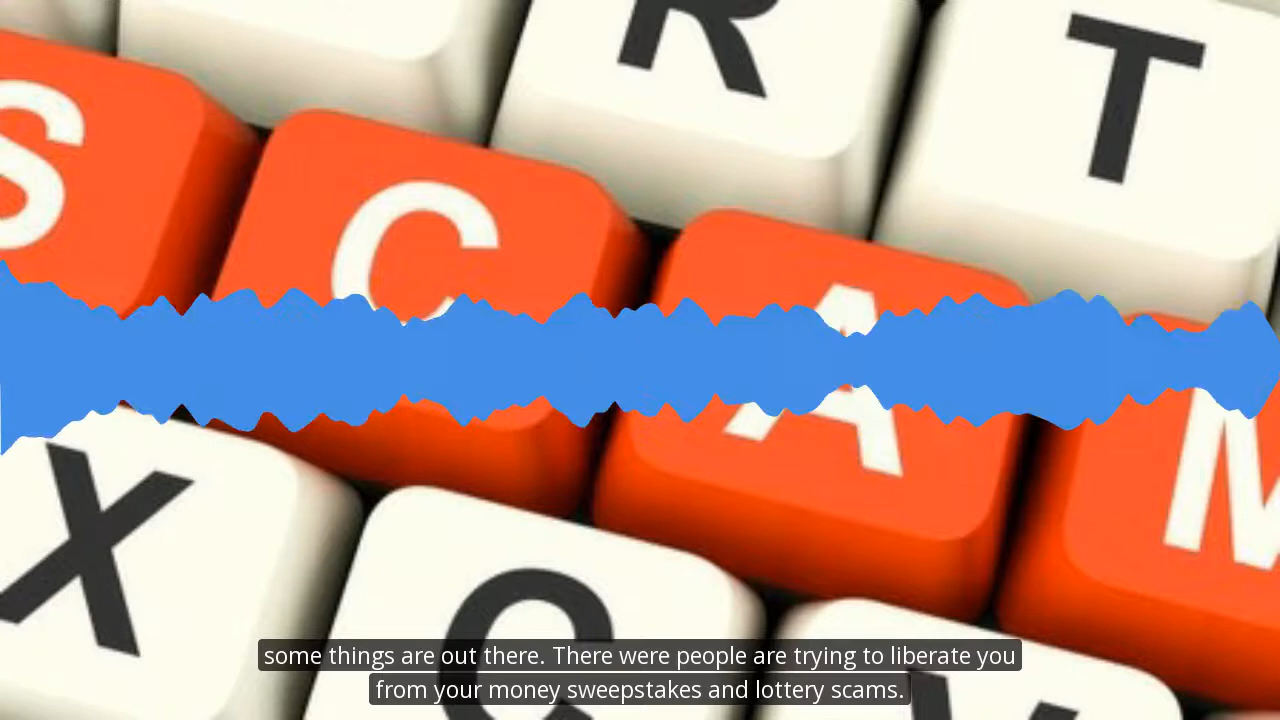 R T
S C A M
X C V
some things are out there. There were people are trying to liberate you
from your money sweepstakes and lottery scams.